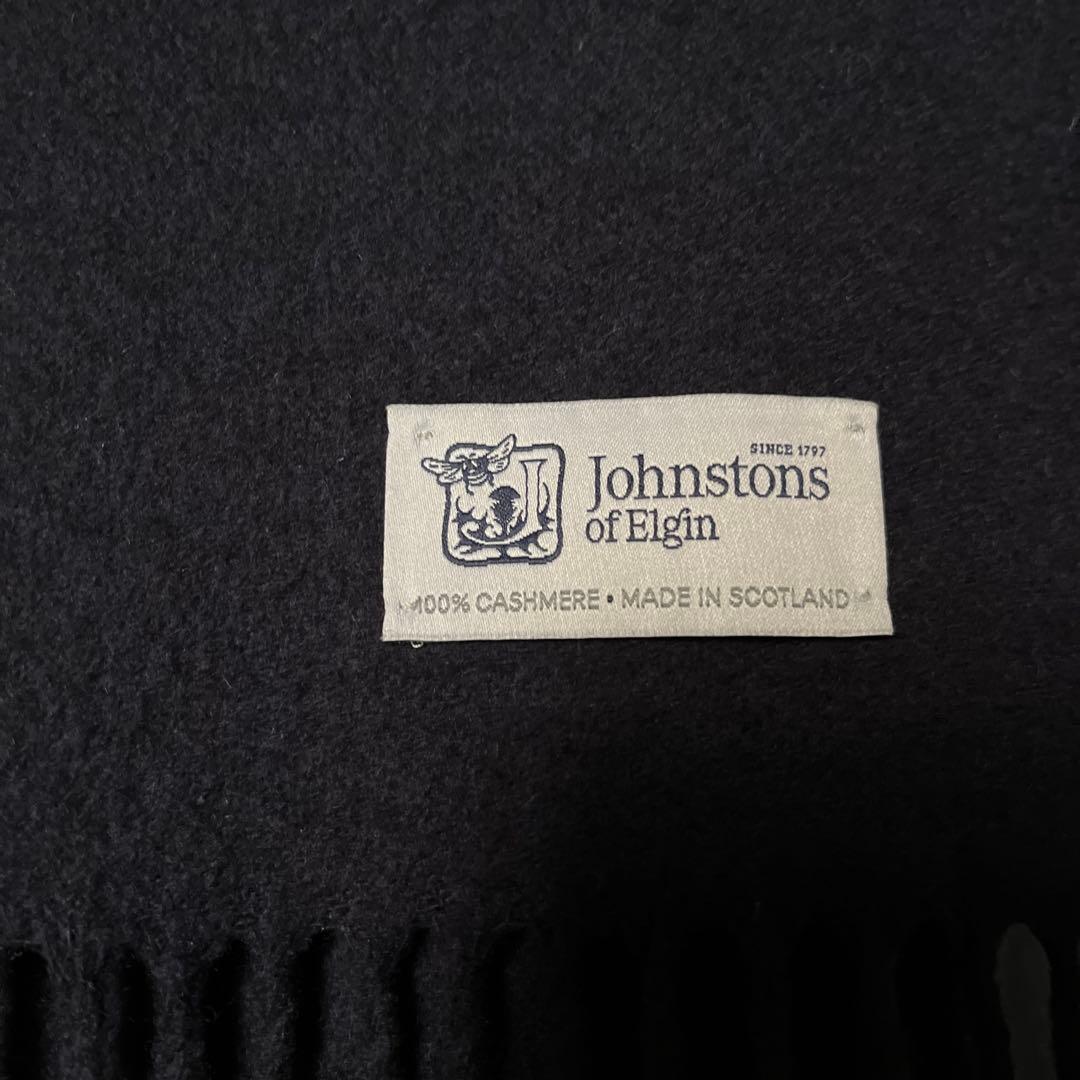 SINCE 1797
Johnstons
of Elgin
100% CASHMERE • MADE IN SCOTLAND